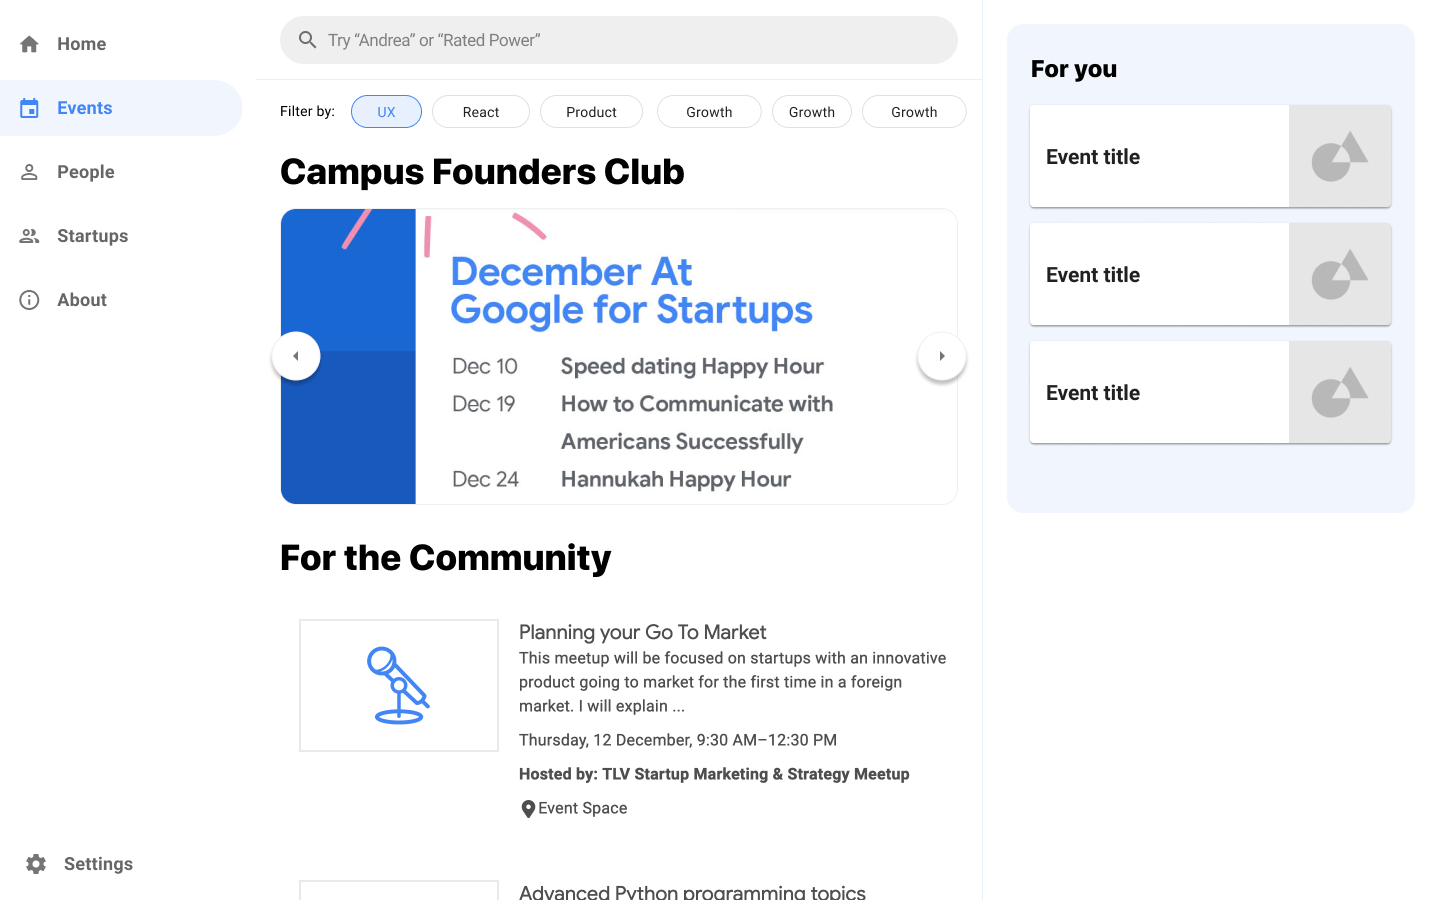 Home
Events
People
Startups
About
Settings
Try “Andrea” or “Rated Power”
Filter by:
UX
React
Product
Growth
Growth
Growth
Campus Founders Club
December At
Google for Startups
Dec 10 Speed dating Happy Hour
Dec 19 How to Communicate with
Americans Successfully
Dec 24 Hannukah Happy Hour
For the Community
Planning your Go To Market
This meetup will be focused on startups with an innovative
product going to market for the first time in a foreign
market. I will explain ...
Thursday, 12 December, 9:30 AM–12:30 PM
Hosted by: TLV Startup Marketing & Strategy Meetup
Event Space
Advanced Python programming topics
For you
Event title
Event title
Event title